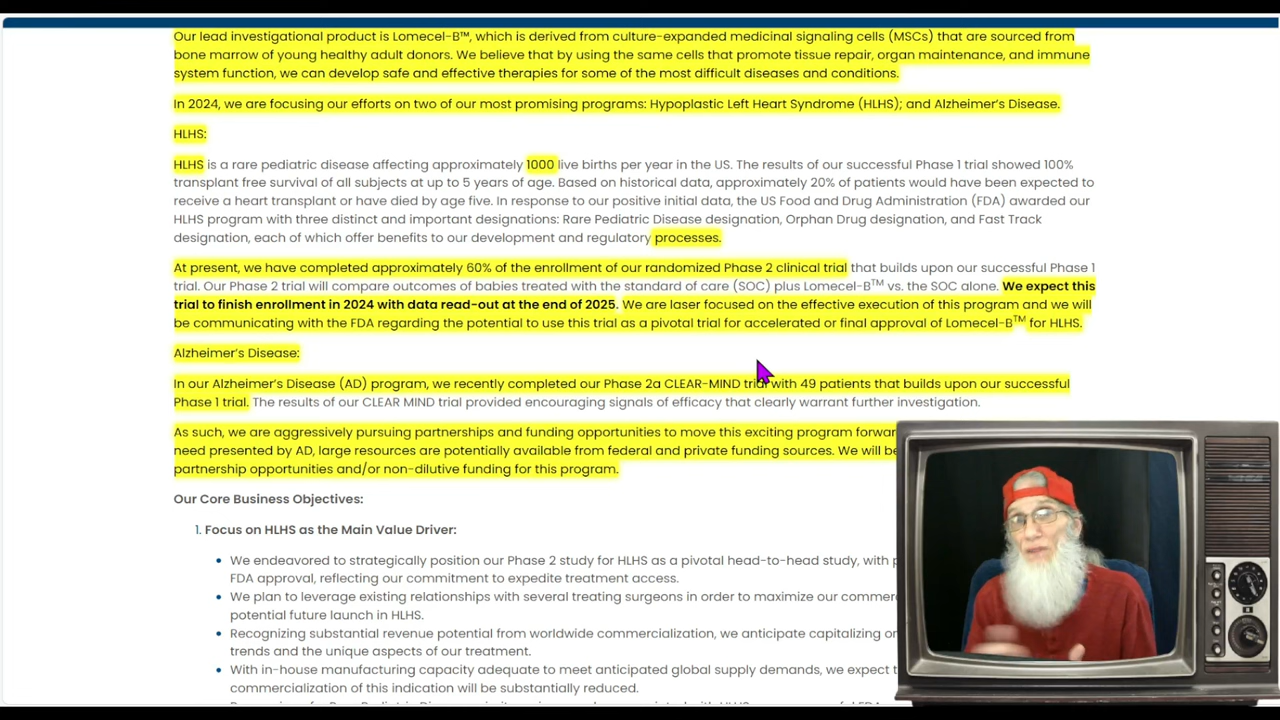 Our lead investigational product is Lomecel-B™, which is derived from culture-expanded medicinal signaling cells (MSCs) that are sourced from
bone marrow of young healthy adult donors. We believe that by using the same cells that promote tissue repair, organ maintenance, and immune
system function, we can develop safe and effective therapies for some of the most difficult diseases and conditions.
In 2024, we are focusing our efforts on two of our most promising programs: Hypoplastic Left Heart Syndrome (HLHS); and Alzheimer's Disease.
HLHS:
HLHS is a rare pediatric disease affecting approximately 1000 live births per year in the US. The results of our successful Phase 1 trial showed 100%
transplant free survival of all subjects at up to 5 years of age. Based on historical data, approximately 20% of patients would have been expected to
receive a heart transplant or have died by age five. In response to our positive initial data, the US Food and Drug Administration (FDA) awarded our
HLHS program with three distinct and important designations: Rare Pediatric Disease designation, Orphan Drug designation, and Fast Track
designation, each of which offer benefits to our development and regulatory processes.
At present, we have completed approximately 60% of the enrollment of our randomized Phase 2 clinical trial that builds upon our successful Phase 1
trial. Our Phase 2 trial will compare outcomes of babies treated with the standard of care (SOC) plus Lomecel-B™ vs. the SOC alone. We expect this
trial to finish enrollment in 2024 with data read-out at the end of 2025. We are laser focused on the effective execution of this program and we will
be communicating with the FDA regarding the potential to use this trial as a pivotal trial for accelerated or final approval of Lomecel-B™ for HLHS.
Alzheimer's Disease:
In our Alzheimer's Disease (AD) program, we recently completed our Phase 2a CLEAR-MIND trial with 49 patients that builds upon our successful
Phase 1 trial. The results of our CLEAR MIND trial provided encouraging signals of efficacy that clearly warrant further investigation.
As such, we are aggressively pursuing partnerships and funding opportunities to move this exciting program forwar
need presented by AD, large resources are potentially available from federal and private funding sources. We will be
partnership opportunities and/or non-dilutive funding for this program.
Our Core Business Objectives:
1. Focus on HLHS as the Main Value Driver:
• We endeavored to strategically position our Phase 2 study for HLHS as a pivotal head-to-head study, with
FDA approval, reflecting our commitment to expedite treatment access.
• We plan to leverage existing relationships with several treating surgeons in order to maximize our commer
potential future launch in HLHS.
• Recognizing substantial revenue potential from worldwide commercialization, we anticipate capitalizing
trends and the unique aspects of our treatment.
• With in-house manufacturing capacity adequate to meet anticipated global supply demands, we expect
commercialization of this indication will be substantially reduced.